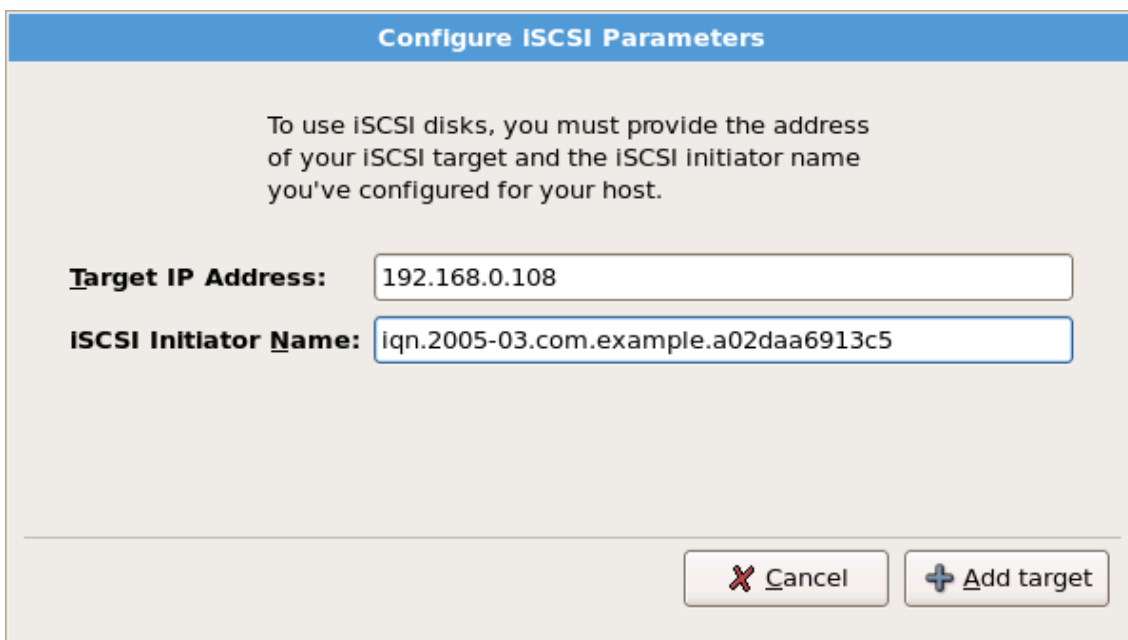 Configure iSCSI Parameters
To use iSCSI disks, you must provide the address
of your iSCSI target and the iSCSI initiator name
you've configured for your host.
Target IP Address: 192.168.0.108
iSCSI Initiator Name: iqn.2005-03.com.example.a02daa6913c5
Cancel Add target